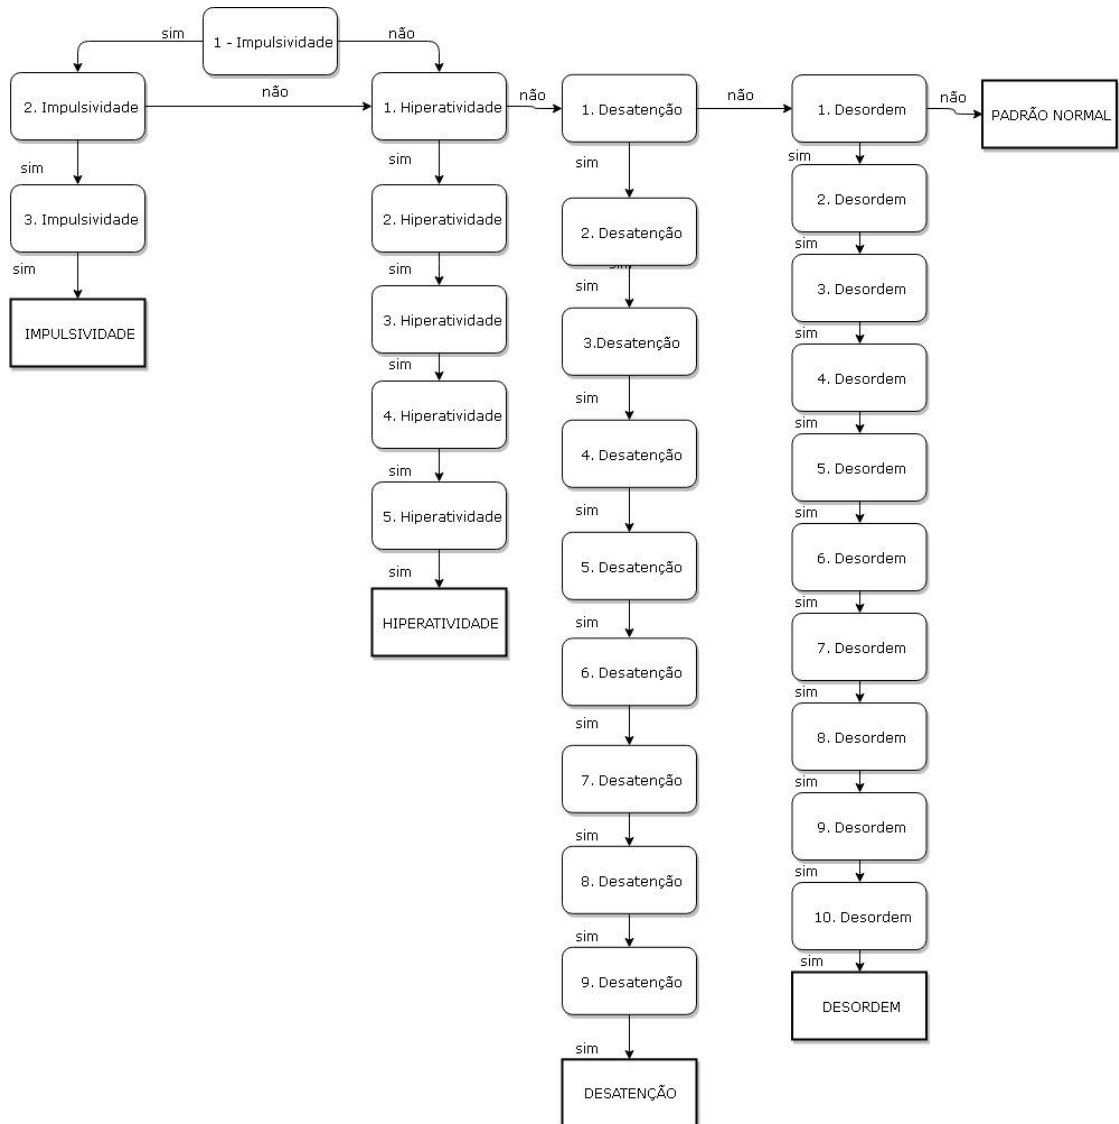 sim
1 - Impulsividade
não
2. Impulsividade
não
1. Hiperatividade
não
1. Desatenção
não
1. Desordem
não
PADRÃO NORMAL
sim
3. Impulsividade
sim
IMPULSIVIDADE
sim
2. Hiperatividade
sim
3. Hiperatividade
sim
4. Hiperatividade
sim
5. Hiperatividade
sim
HIPERATIVIDADE
sim
2. Desatenção
sim
sim
3.Desatenção
sim
4. Desatenção
sim
5. Desatenção
sim
6. Desatenção
sim
7. Desatenção
sim
8. Desatenção
sim
9. Desatenção
sim
DESATENÇÃO
sim
2. Desordem
sim
3. Desordem
sim
4. Desordem
sim
5. Desordem
sim
6. Desordem
sim
7. Desordem
sim
8. Desordem
sim
9. Desordem
sim
10. Desordem
sim
DESORDEM